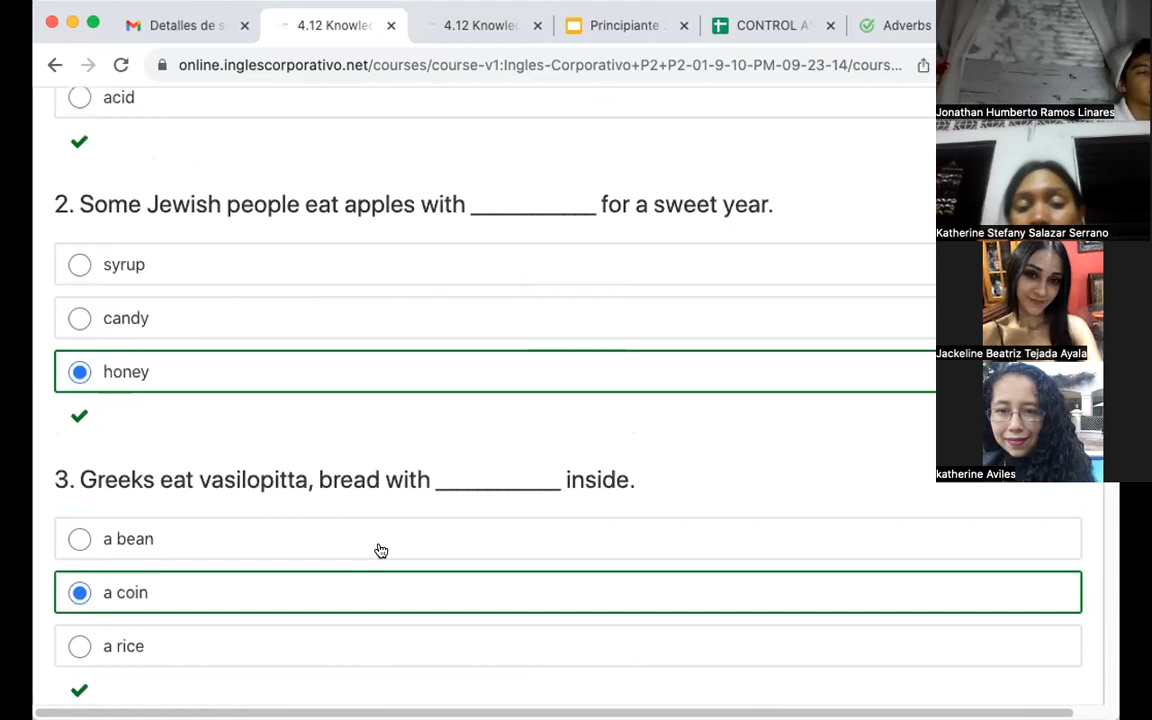 Detalles de s
4.12 Knowle
4.12 Knowle
Principiante
CONTROL A
Adverbs
online.inglescorporativo.net/courses/course-v1:Ingles-Corporativo+P2+P2-01-9-10-PM-09-23-14/cours...
acid
2. Some Jewish people eat apples with ____________ for a sweet year.
syrup
candy
honey
3. Greeks eat vasilopitta, bread with ____________ inside.
a bean
a coin
a rice
Jonathan Humberto Ramos Linares
Katherine Stefany Salazar Serrano
Jackeline Beatriz Tejada Ayala
katherine Aviles